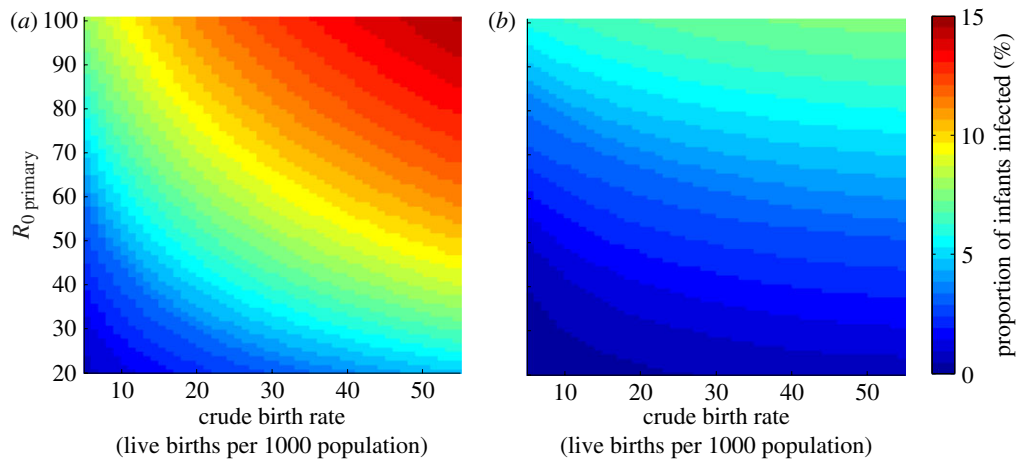 (a)
100
90
80
70
60
50
40
30
20
R0 primary
10
20
30
40
50
crude birth rate
(live births per 1000 population)
(b)
10
20
30
40
50
crude birth rate
(live births per 1000 population)
15
10
5
0
proportion of infants infected (%)